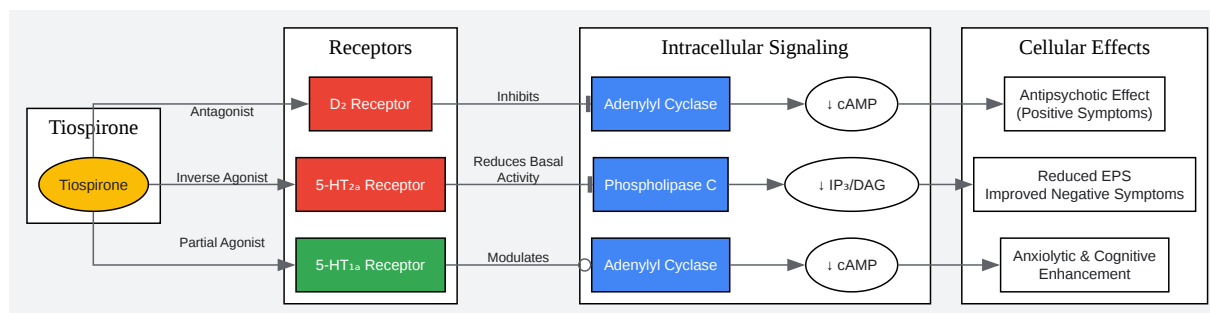 Receptors
Intracellular Signaling
Cellular Effects
Tiospirone
Tiospirone
Antagonist
D₂ Receptor
Inhibits
Adenylyl Cyclase
↓ cAMP
Antipsychotic Effect
(Positive Symptoms)
Inverse Agonist
5-HT₂ₐ Receptor
Reduces Basal
Activity
Phospholipase C
↓ IP₃/DAG
Reduced EPS
Improved Negative Symptoms
Partial Agonist
5-HT₁ₐ Receptor
Modulates
Adenylyl Cyclase
↓ cAMP
Anxiolytic & Cognitive
Enhancement